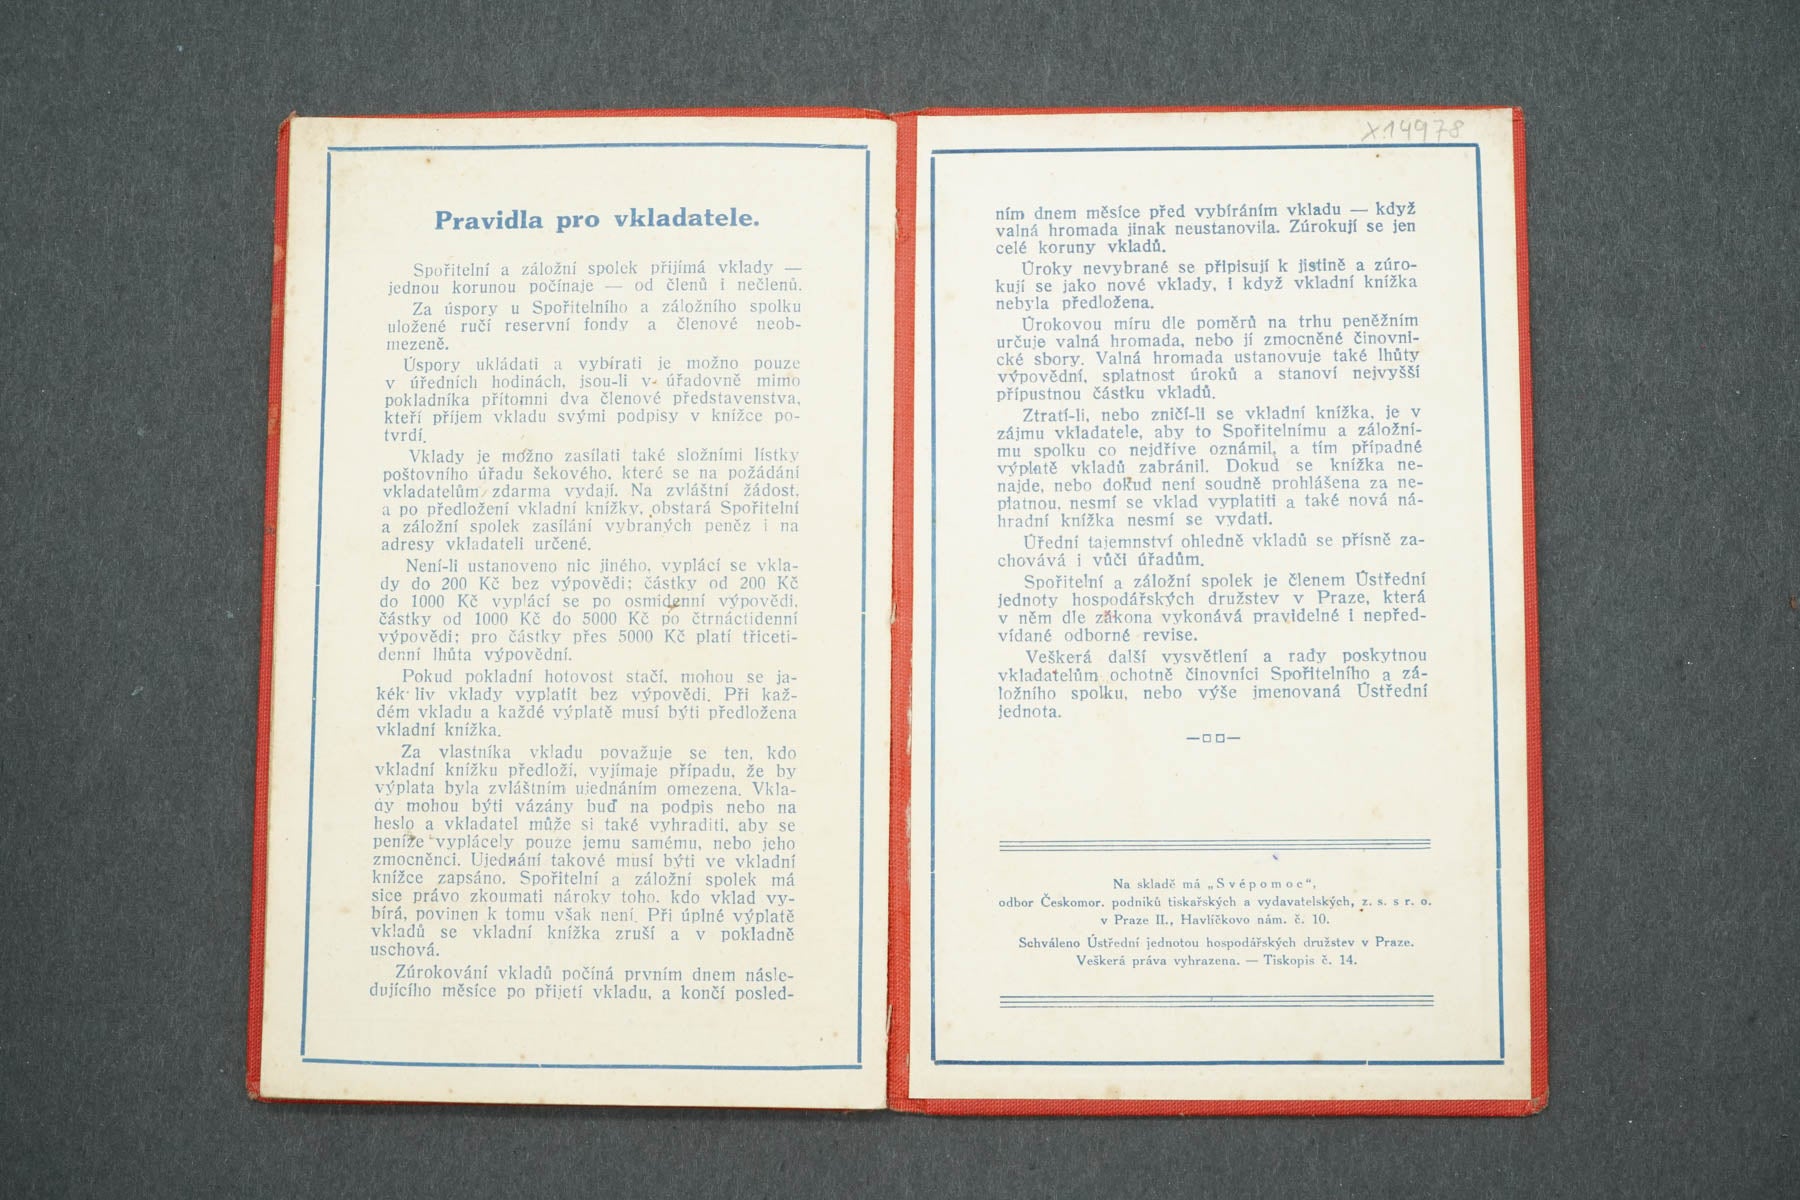 Pravidla pro vkladatele.
Spořitelní a záložní spolek přijímá vklady —
jednou korunou počínaje — od členů i nečlenů.
Za úspory u Spořitelního a záložního spolku
uložené ručí reservní fondy a členové neob-
mezeně.
Úspory ukládati a vybírati je možno pouze
v úředních hodinách, jsou-li v úřadovně mimo
pokladníka přítomni dva členové představenstva,
kteří příjem vkladu svými podpisy v knížce po-
tvrdí.
Vklady je možno zasílati také složními lístky
poštovního úřadu šekového, které se na požádání
vkladatelům zdarma vydají. Na zvláštní žádost,
a po předložení vkladní knížky, obstará Spořitelní
a záložní spolek zasílání vybraných peněz i na
adresy vkladateli určené.
Není-li ustanoveno nic jiného, vyplácí se vkla-
dy do 200 Kč bez výpovědi; částky od 200 Kč
do 1000 Kč vyplácí se po osmidenní výpovědi,
částky od 1000 Kč do 5000 Kč po čtrnáctidenní
výpovědi; pro částky přes 5000 Kč platí třiceti-
denní lhůta výpovědní.
Pokud pokladní hotovost stačí, mohou se ja-
kék liv vklady vyplatit bez výpovědi. Při kaž-
dém vkladu a každé výplatě musí býti předložena
vkladní knížka.
Za vlastníka vkladu považuje se ten, kdo
vkladní knížku předloží, vyjímaje případu, že by
výplata byla zvláštním ujednáním omezena. Vkla-
dy mohou býti vázány buď na podpis nebo na
heslo a vkladatel může si také vyhraditi, aby se
peníze vyplácely pouze jemu samému, nebo jeho
zmocněnci. Ujednání takové musí býti ve vkladní
knížce zapsáno. Spořitelní a záložní spolek má
sice právo zkoumati nároky toho, kdo vklad vy-
bírá, povinen k tomu však není. Při úplné výplatě
vkladů se vkladní knížka zruší a v pokladně
uschová.
Zúrokování vkladů počíná prvním dnem násle-
dujícího měsíce po přijetí vkladu, a končí posled-
X14978
ním dnem měsíce před vybíráním vkladu — když
valná hromada jinak neustanovila. Zúrokují se jen
celé koruny vkladů.
Úroky nevybrané se připisují k jistině a zúro-
kují se jako nové vklady, i když vkladní knížka
nebyla předložena.
Úrokovou míru dle poměrů na trhu peněžním
určuje valná hromada, nebo jí zmocněné činovni-
cké sbory. Valná hromada ustanovuje také lhůty
výpovědní, splatnost úroků a stanoví nejvyšší
přípustnou částku vkladů.
Ztratí-li, nebo zničí-li se vkladní knížka, je v
zájmu vkladatele, aby to Spořitelnímu a záložní-
mu spolku co nejdříve oznámil, a tím případné
výplatě vkladů zabránil. Dokud se knížka ne-
najde, nebo dokud není soudně prohlášena za ne-
platnou, nesmí se vklad vyplatiti a také nová ná-
hradní knížka nesmí se vydati.
Úřední tajemství ohledně vkladů se přísně za-
chovává i vůči úřadům.
Spořitelní a záložní spolek je členem Ústřední
jednoty hospodářských družstev v Praze, která
v něm dle zákona vykonává pravidelné i nepřed-
vídané odborné revise.
Veškerá další vysvětlení a rady poskytnou
vkladatelům ochotně činovníci Spořitelního a zá-
ložního spolku, nebo výše jmenovaná Ústřední
jednota.
Na skladě má „Svépomoc“,
odbor Českomor. podniků tiskařských a vydavatelských, z. s. s r. o.
v Praze II., Havlíčkovo nám. č. 10.
Schváleno Ústřední jednotou hospodářských družstev v Praze.
Veškerá práva vyhrazena. — Tiskopis č. 14.